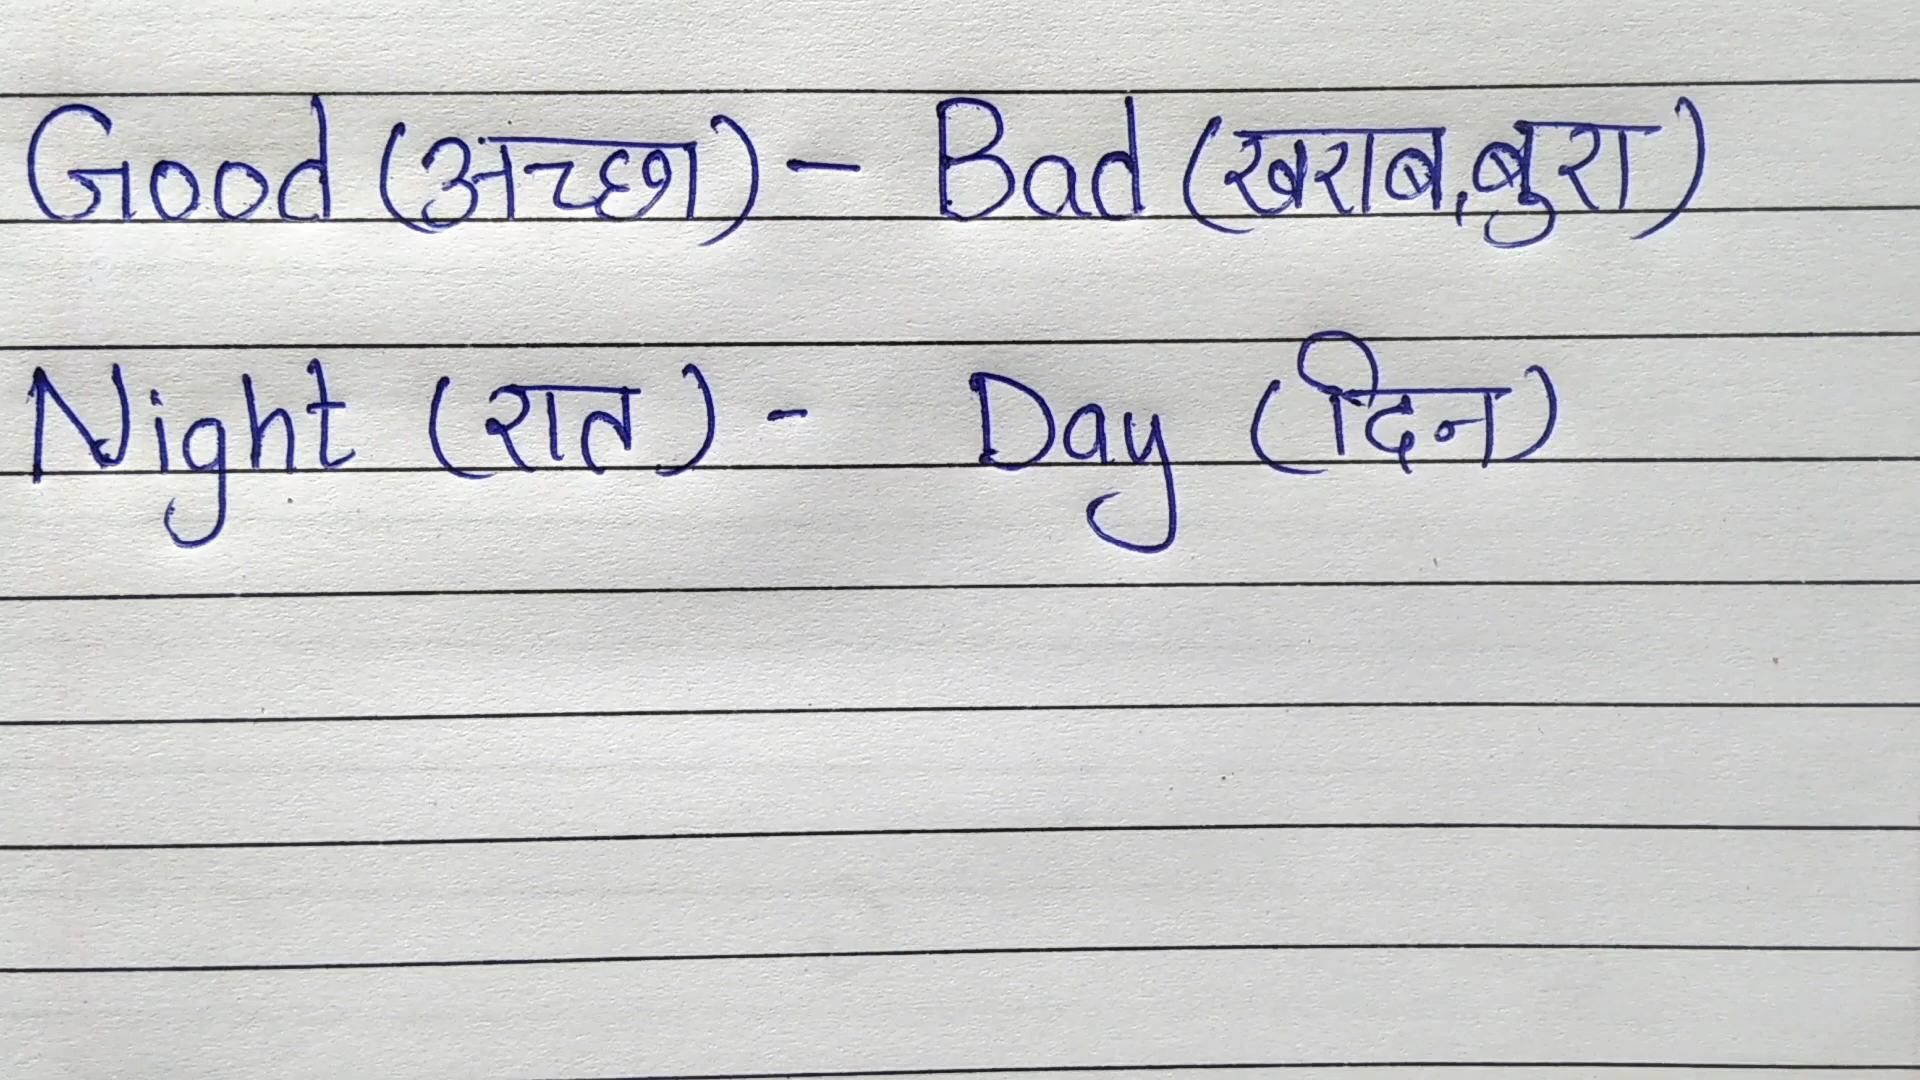 Good (अच्छा) - Bad (खराब, बुरा)
Night (रात) - Day (दिन)